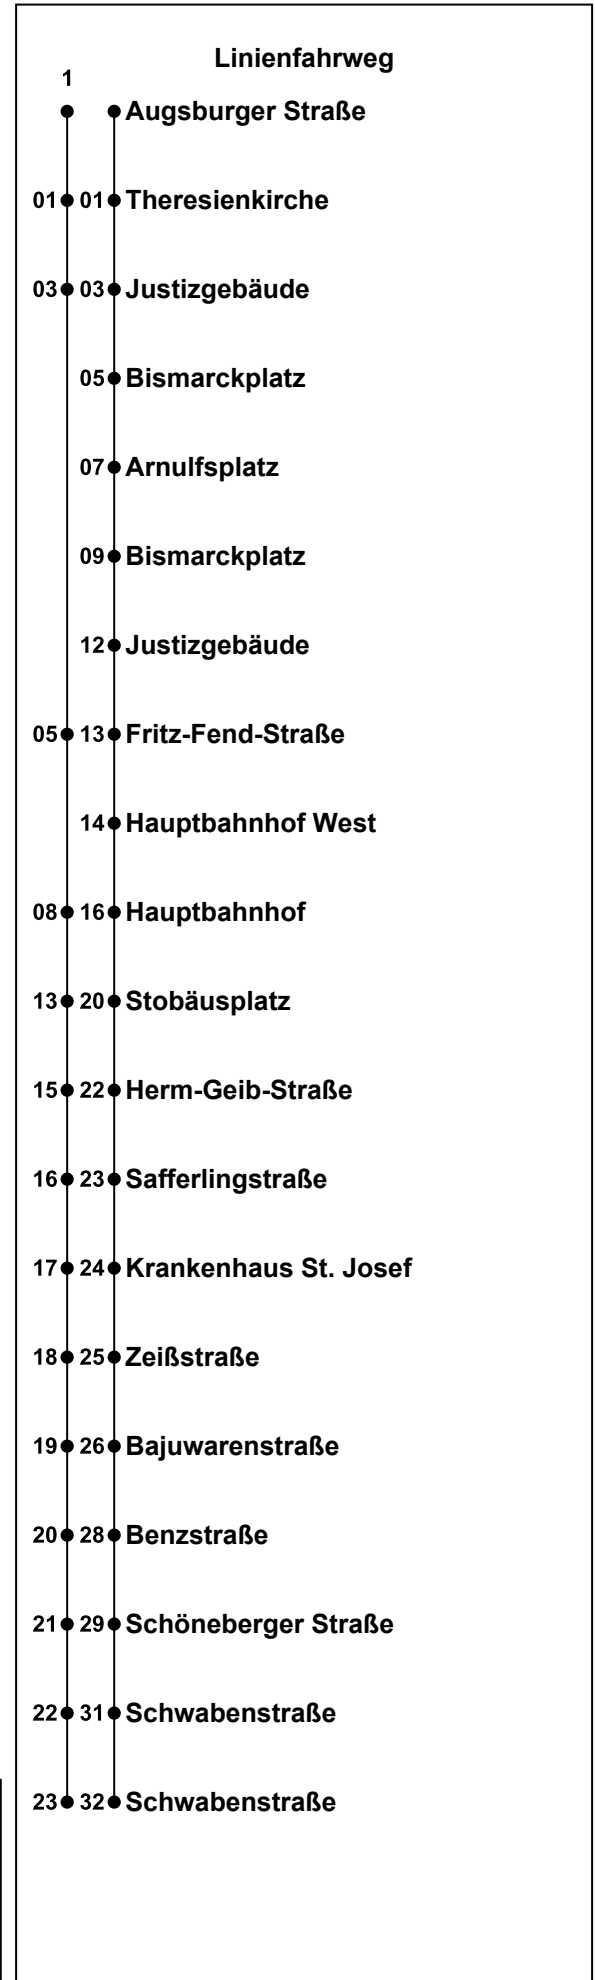 Linienfahrweg
1
Augsburger Straße
01 01 Theresienkirche
03 03 Justizgebäude
05 Bismarckplatz
07 Arnulfsplatz
09 Bismarckplatz
12 Justizgebäude
05 13 Fritz-Fend-Straße
14 Hauptbahnhof West
08 16 Hauptbahnhof
13 20 Stobäusplatz
15 22 Herm-Geib-Straße
16 23 Safferlingstraße
17 24 Krankenhaus St. Josef
18 25 Zeißstraße
19 26 Bajuwarenstraße
20 28 Benzstraße
21 29 Schöneberger Straße
22 31 Schwabenstraße
23 32 Schwabenstraße